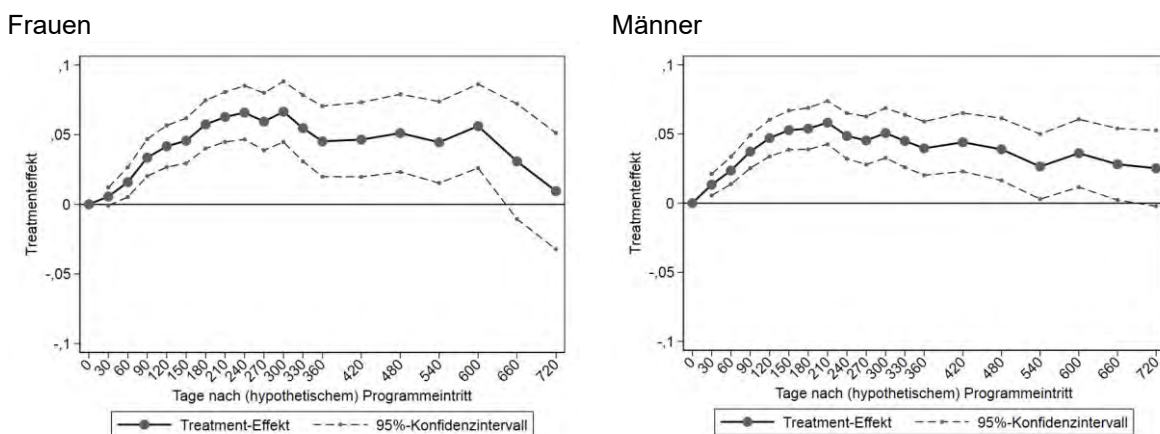 Frauen
Männer
,1
,05
0
-,05
-,1
Treatmenteffekt
0 30 60 90 120 150 180 210 240 270 300 330 360 420 480 540 600 660 720
Tage nach (hypothetischem) Programmeintritt
Treatment-Effekt 95%-Konfidenzintervall
,1
,05
0
-,05
-,1
Treatmenteffekt
0 30 60 90 120 150 180 210 240 270 300 330 360 420 480 540 600 660 720
Tage nach (hypothetischem) Programmeintritt
Treatment-Effekt 95%-Konfidenzintervall